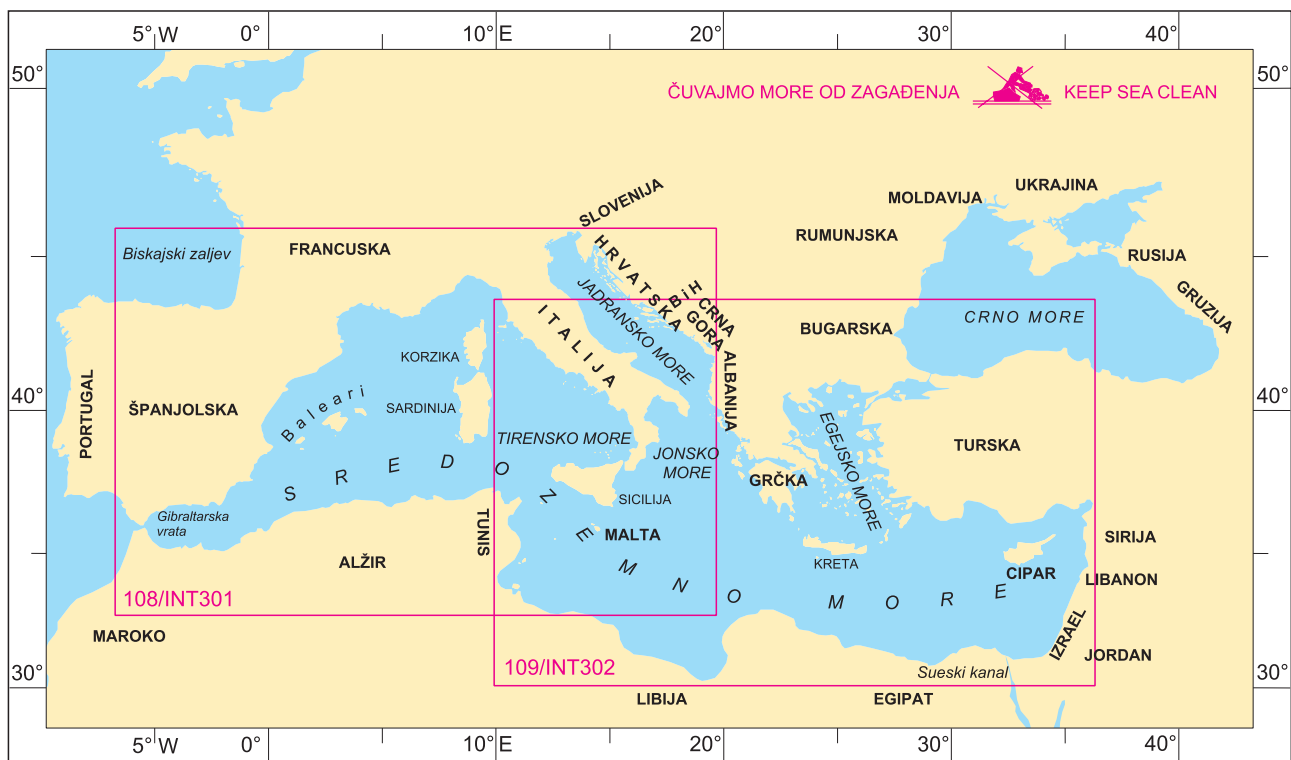 5° W 0° 10° E 20° 30° 40°
50° 50°
ČUVAJMO MORE OD ZAGAĐENJA KEEP SEA CLEAN
UKRAJINA
MOLDAVIJA
SLOVENIJA
RUMUNJSKA
FRANCUSKA
Biskajski zaljev
RUSIJA
HRVATSKA
BiH
CRNA
GORA
GRUZIJA
JADRANSKO MORE
ITALIJA
CRNO MORE
BUGARSKA
KORZIKA
ALBANIJA
40° 40°
PORTUGAL
ŠPANJOLSKA
Baleari
SARDINIJA
TIRENSKO MORE
EGEJSKO MORE
TURSKA
JONSKO
MORE
GRČKA
SREDOZEMNO MORE
SICILIJA
Gibraltarska
vrata
TUNIS
MALTA
SIRIJA
ALŽIR
KRETA
CIPAR
LIBANON
108/INT301
IZRAEL
MAROKO
JORDAN
109/INT302
Sueski kanal
30° 30°
LIBIJA
EGIPAT
5° W 0° 10° E 20° 30° 40°